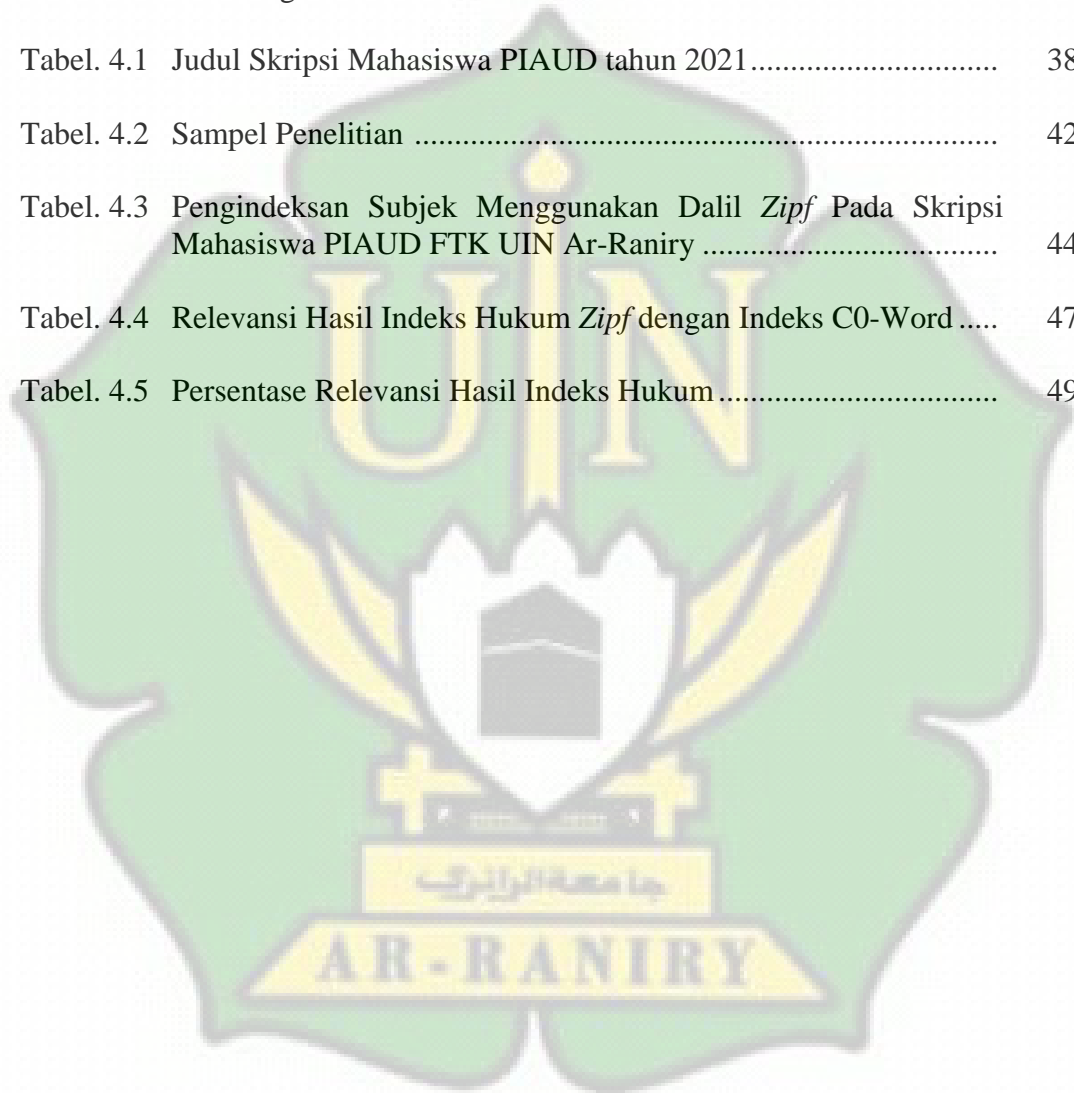 Tabel. 4.1 Judul Skripsi Mahasiswa PIAUD tahun 2021............................... 38
Tabel. 4.2 Sampel Penelitian ......................................................................... 42
Tabel. 4.3 Pengindeksan Subjek Menggunakan Dalil Zipf Pada Skripsi
Mahasiswa PIAUD FTK UIN Ar-Raniry ..................................... 44
Tabel. 4.4 Relevansi Hasil Indeks Hukum Zipf dengan Indeks C0-Word ..... 47
Tabel. 4.5 Persentase Relevansi Hasil Indeks Hukum ................................... 49
UIN
جامعة الرانري
AR-RANIRY